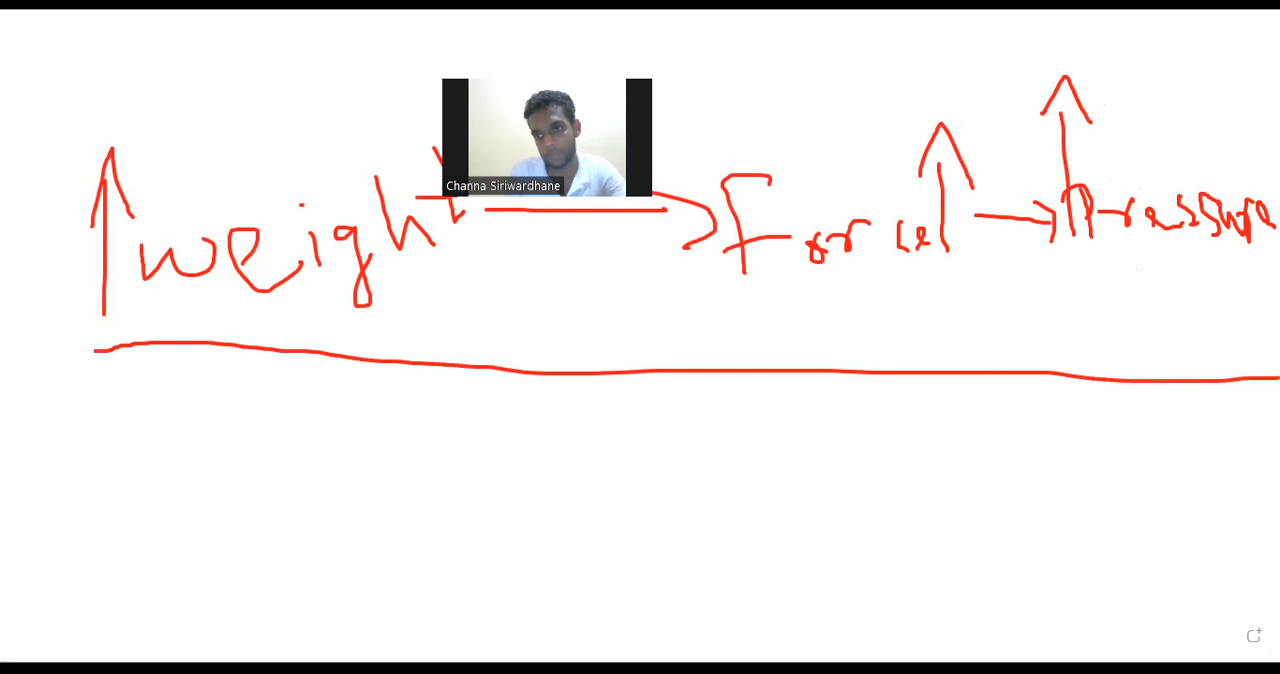 Channa Siriwardhane
↑ weight → Force ↑ → ↑ Pressure